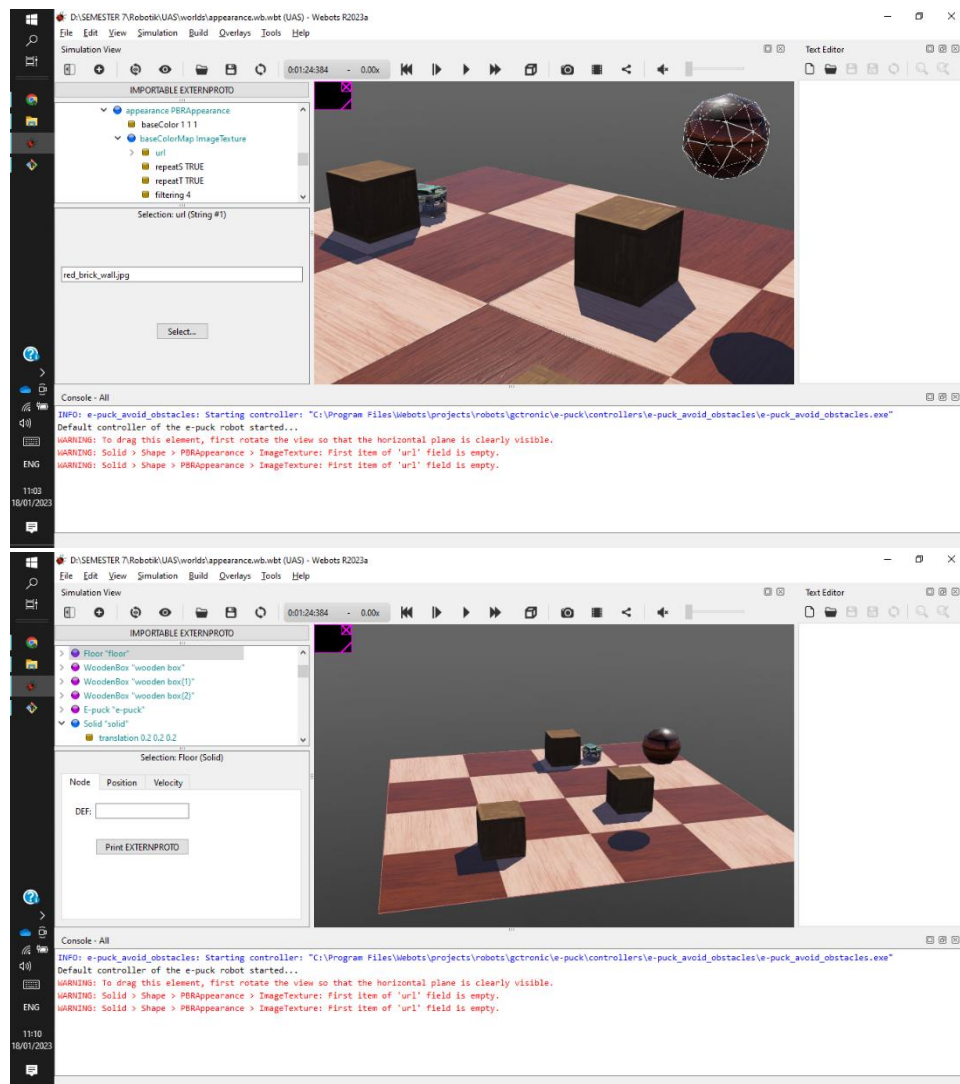 D:\SEMESTER 7\Robotik\UAS\worlds\appearance.wb.wbt (UAS) - Webots R2023a
File Edit View Simulation Build Overlays Tools Help
Simulation View
Text Editor
0:01:24:384 - 0.00x
IMPORTABLE EXTERNPROTO
appearance PBRAppearance
baseColor 1 1 1
baseColorMap ImageTexture
url
repeatS TRUE
repeatT TRUE
filtering 4
Selection: url (String #1)
red_brick_wall.jpg
Select...
Console - All
INFO: e-puck_avoid_obstacles: Starting controller: "C:\Program Files\Webots\projects\robots\gctronic\e-puck\controllers\e-puck_avoid_obstacles\e-puck_avoid_obstacles.exe"
Default controller of the e-puck robot started...
WARNING: To drag this element, first rotate the view so that the horizontal plane is clearly visible.
WARNING: Solid > Shape > PBRAppearance > ImageTexture: First item of 'url' field is empty.
WARNING: Solid > Shape > PBRAppearance > ImageTexture: First item of 'url' field is empty.
ENG
11:03
18/01/2023
D:\SEMESTER 7\Robotik\UAS\worlds\appearance.wb.wbt (UAS) - Webots R2023a
File Edit View Simulation Build Overlays Tools Help
Simulation View
Text Editor
0:01:24:384 - 0.00x
IMPORTABLE EXTERNPROTO
Floor "floor"
WoodenBox "wooden box"
WoodenBox "wooden box(1)"
WoodenBox "wooden box(2)"
E-puck "e-puck"
Solid "solid"
translation 0.2 0.2 0.2
Selection: Floor (Solid)
Node Position Velocity
DEF:
Print EXTERNPROTO
Console - All
INFO: e-puck_avoid_obstacles: Starting controller: "C:\Program Files\Webots\projects\robots\gctronic\e-puck\controllers\e-puck_avoid_obstacles\e-puck_avoid_obstacles.exe"
Default controller of the e-puck robot started...
WARNING: To drag this element, first rotate the view so that the horizontal plane is clearly visible.
WARNING: Solid > Shape > PBRAppearance > ImageTexture: First item of 'url' field is empty.
WARNING: Solid > Shape > PBRAppearance > ImageTexture: First item of 'url' field is empty.
ENG
11:10
18/01/2023